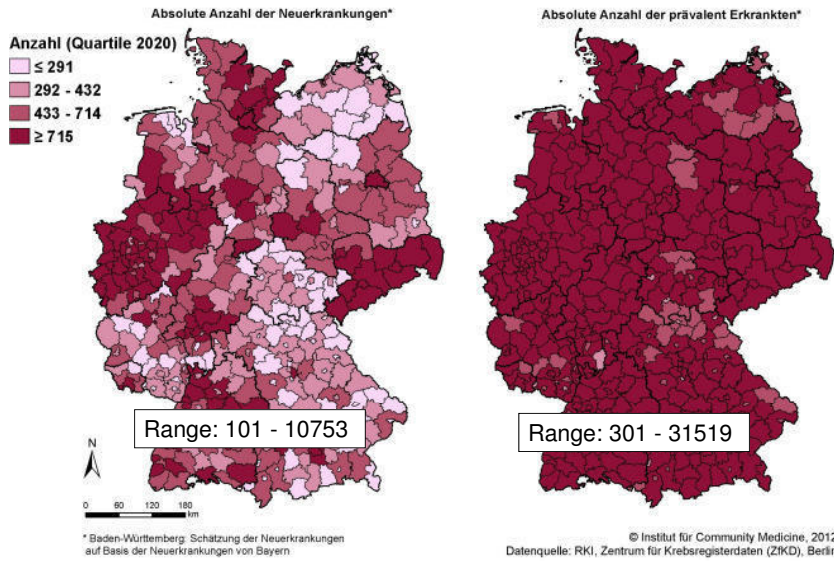 Absolute Anzahl der Neuerkrankungen*
Absolute Anzahl der prävalent Erkrankten*
Anzahl (Quartile 2020)
≤ 291
292 - 432
433 - 714
≥ 715
Range: 101 - 10753
Range: 301 - 31519
N
0 60 120 180
km
* Baden-Württemberg: Schätzung der Neuerkrankungen
auf Basis der Neuerkrankungen von Bayern
© Institut für Community Medicine, 2012
Datenquelle: RKI, Zentrum für Krebsregisterdaten (ZfKD), Berlin